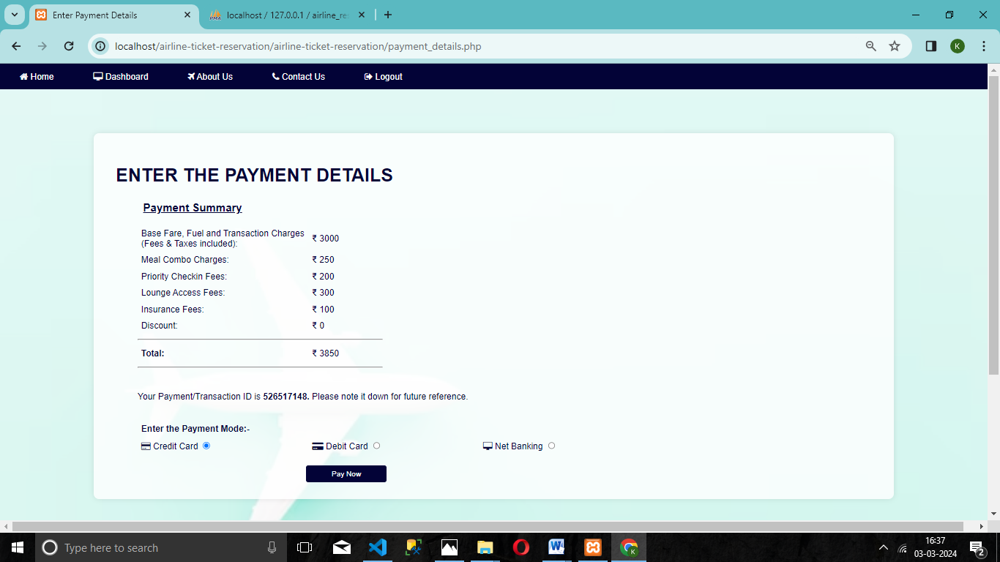 Enter Payment Details
localhost / 127.0.0.1 / airline_re
localhost/airline-ticket-reservation/airline-ticket-reservation/payment_details.php
K
Home Dashboard About Us Contact Us Logout
ENTER THE PAYMENT DETAILS
Payment Summary
Base Fare, Fuel and Transaction Charges
(Fees & Taxes included): ₹ 3000
Meal Combo Charges: ₹ 250
Priority Checkin Fees: ₹ 200
Lounge Access Fees: ₹ 300
Insurance Fees: ₹ 100
Discount: ₹ 0
Total: ₹ 3850
Your Payment/Transaction ID is 526517148. Please note it down for future reference.
Enter the Payment Mode:-
Credit Card Debit Card Net Banking
Pay Now
Type here to search
16:37
03-03-2024
2